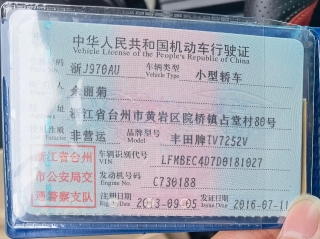 中华人民共和国机动车行驶证
Vehicle License of the People's Republic of China
浙J970AU 车辆类型 Vehicle Type 小型轿车
丽菊
浙江省台州市黄岩区院桥镇占堂村80号
非营运 品牌型号 Model 丰田牌TV7252V
浙江省台州市公安局交通警察支队
车辆识别代号 VIN LFMBEC4D7D0181027
发动机号码 Engine No. C730188
注册日期 Register Date 2013-09-05 发证日期 Issue Date 2016-07-11